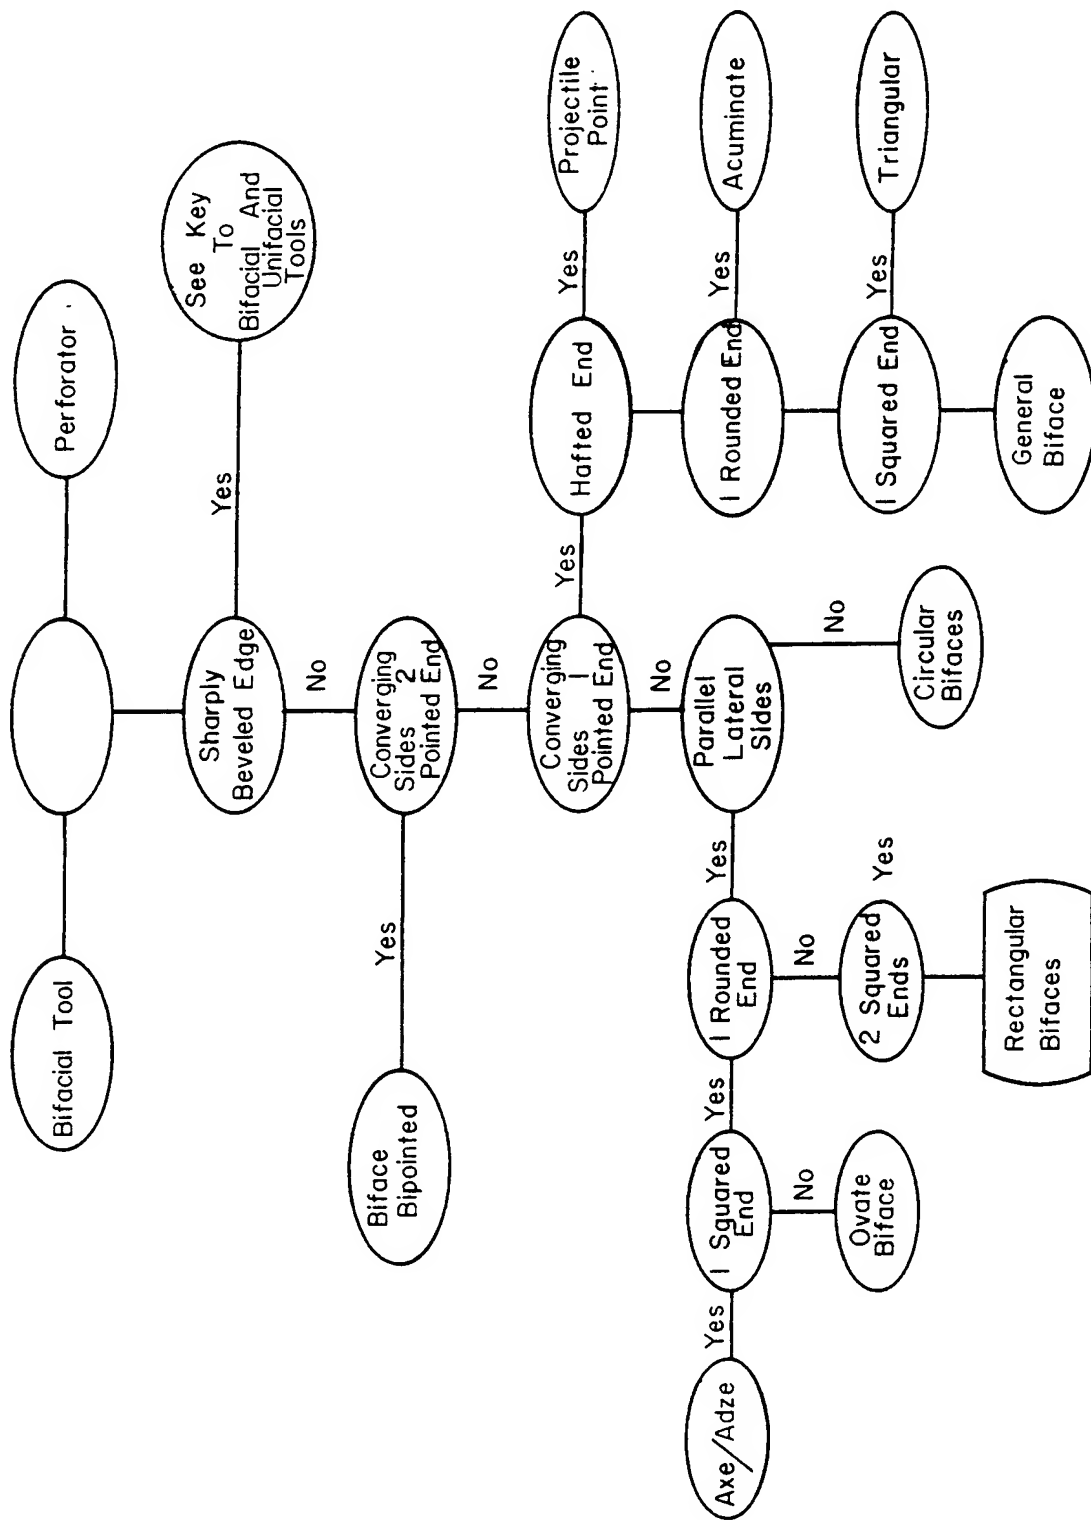 Bifacial Tool
Perforator
Sharply
Beveled Edge
Yes
See Key
To
Bifacial And
Unifacial
Tools
No
Converging
Sides 2
Pointed End
Yes
Biface
Bipointed
No
Converging
Sides 1
Pointed End
Yes
Hafted End
Yes
Projectile
Point
No
Parallel
Lateral
Sides
1 Rounded End
Yes
Acuminate
1 Squared End
Yes
Triangular
General
Biface
No
Circular
Bifaces
Yes
1 Rounded
End
Yes
1 Squared
End
Yes
Axe/Adze
No
Ovate
Biface
No
2 Squared
Ends
Yes
Rectangular
Bifaces